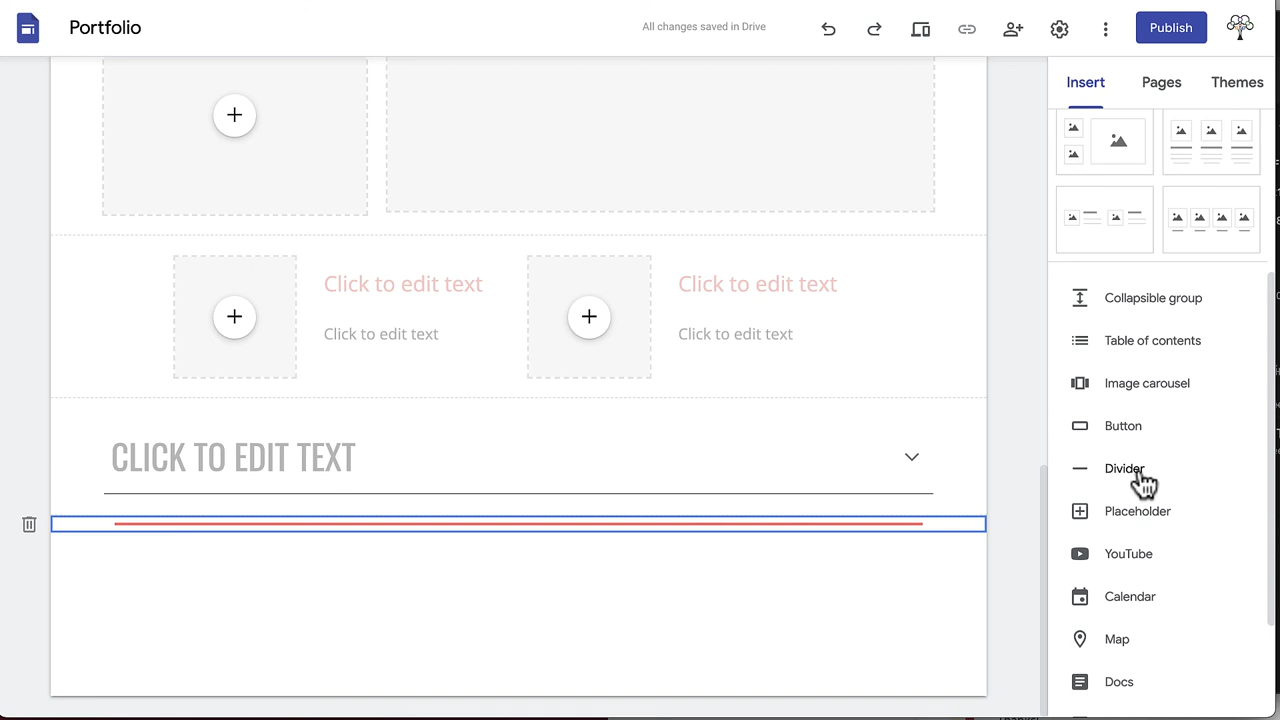 Portfolio
All changes saved in Drive
Publish
Insert
Pages
Themes
Click to edit text
Click to edit text
Click to edit text
Click to edit text
CLICK TO EDIT TEXT
Collapsible group
Table of contents
Image carousel
Button
Divider
Placeholder
YouTube
Calendar
Map
Docs